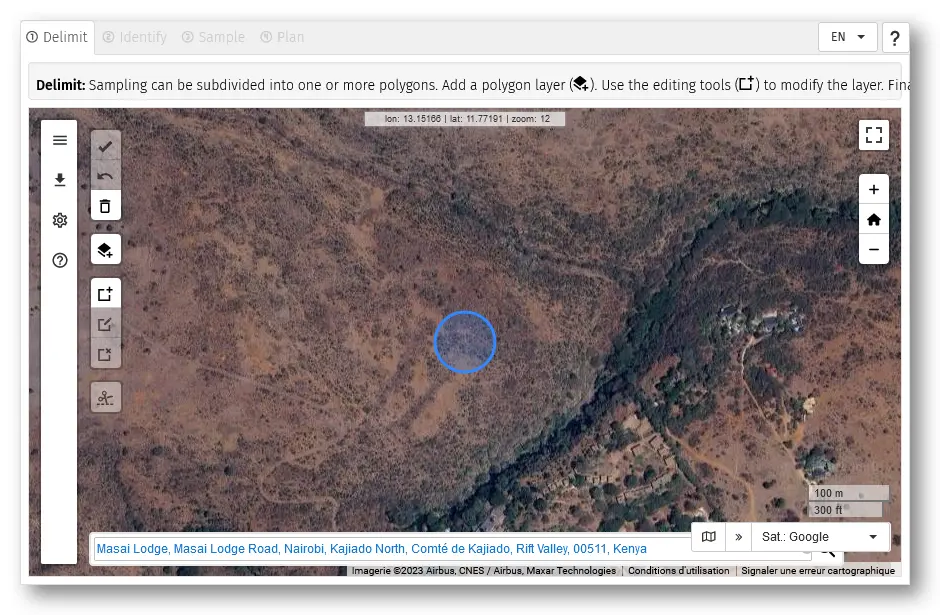 ① Delimit ② Identify ③ Sample ④ Plan EN ?
Delimit: Sampling can be subdivided into one or more polygons. Add a polygon layer ( ). Use the editing tools ( ) to modify the layer. Fina
lon: 13.15166 | lat: 11.77191 | zoom: 12
100 m
300 ft
Sat.: Google
Masai Lodge, Masai Lodge Road, Nairobi, Kajiado North, Comté de Kajiado, Rift Valley, 00511, Kenya
Imagerie ©2023 Airbus, CNES / Airbus, Maxar Technologies Conditions d'utilisation Signaler une erreur cartographique